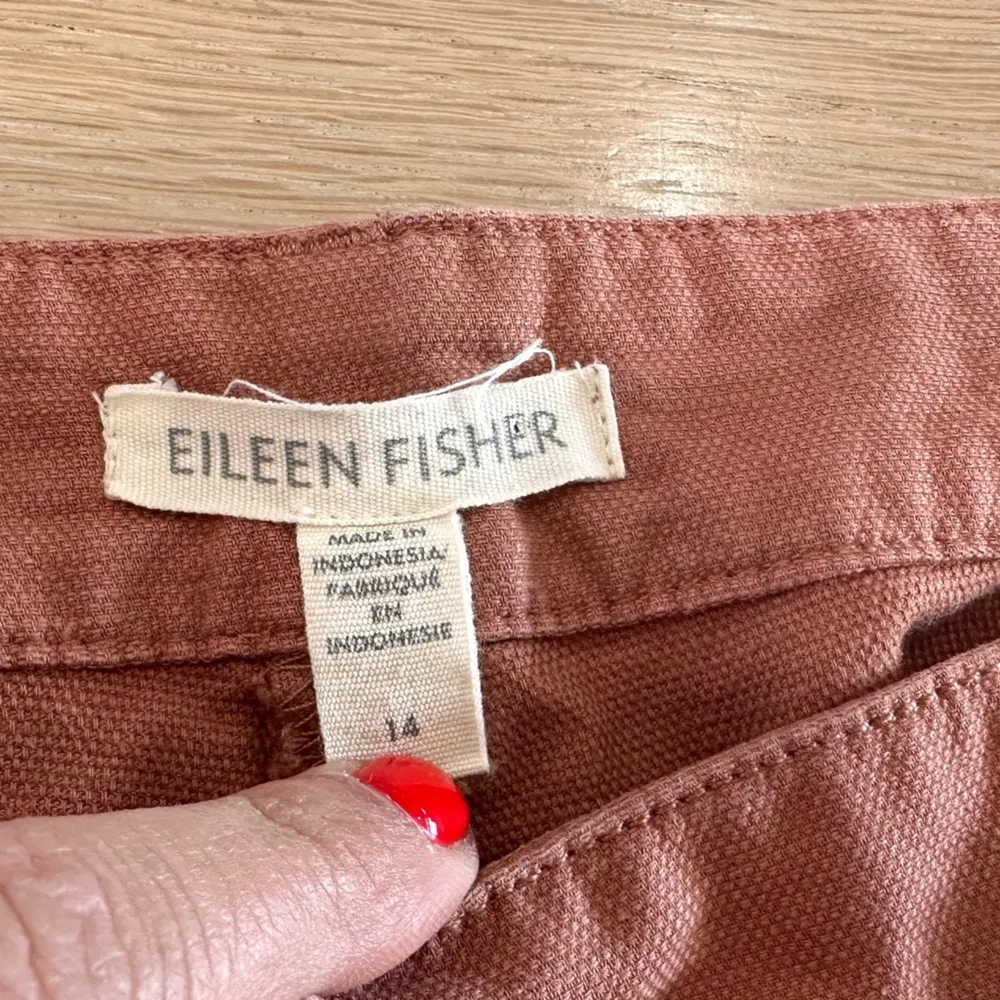 EILEEN FISHER
MADE IN
INDONESIA/
FABRIQUÉ
EN
INDONESIE
14